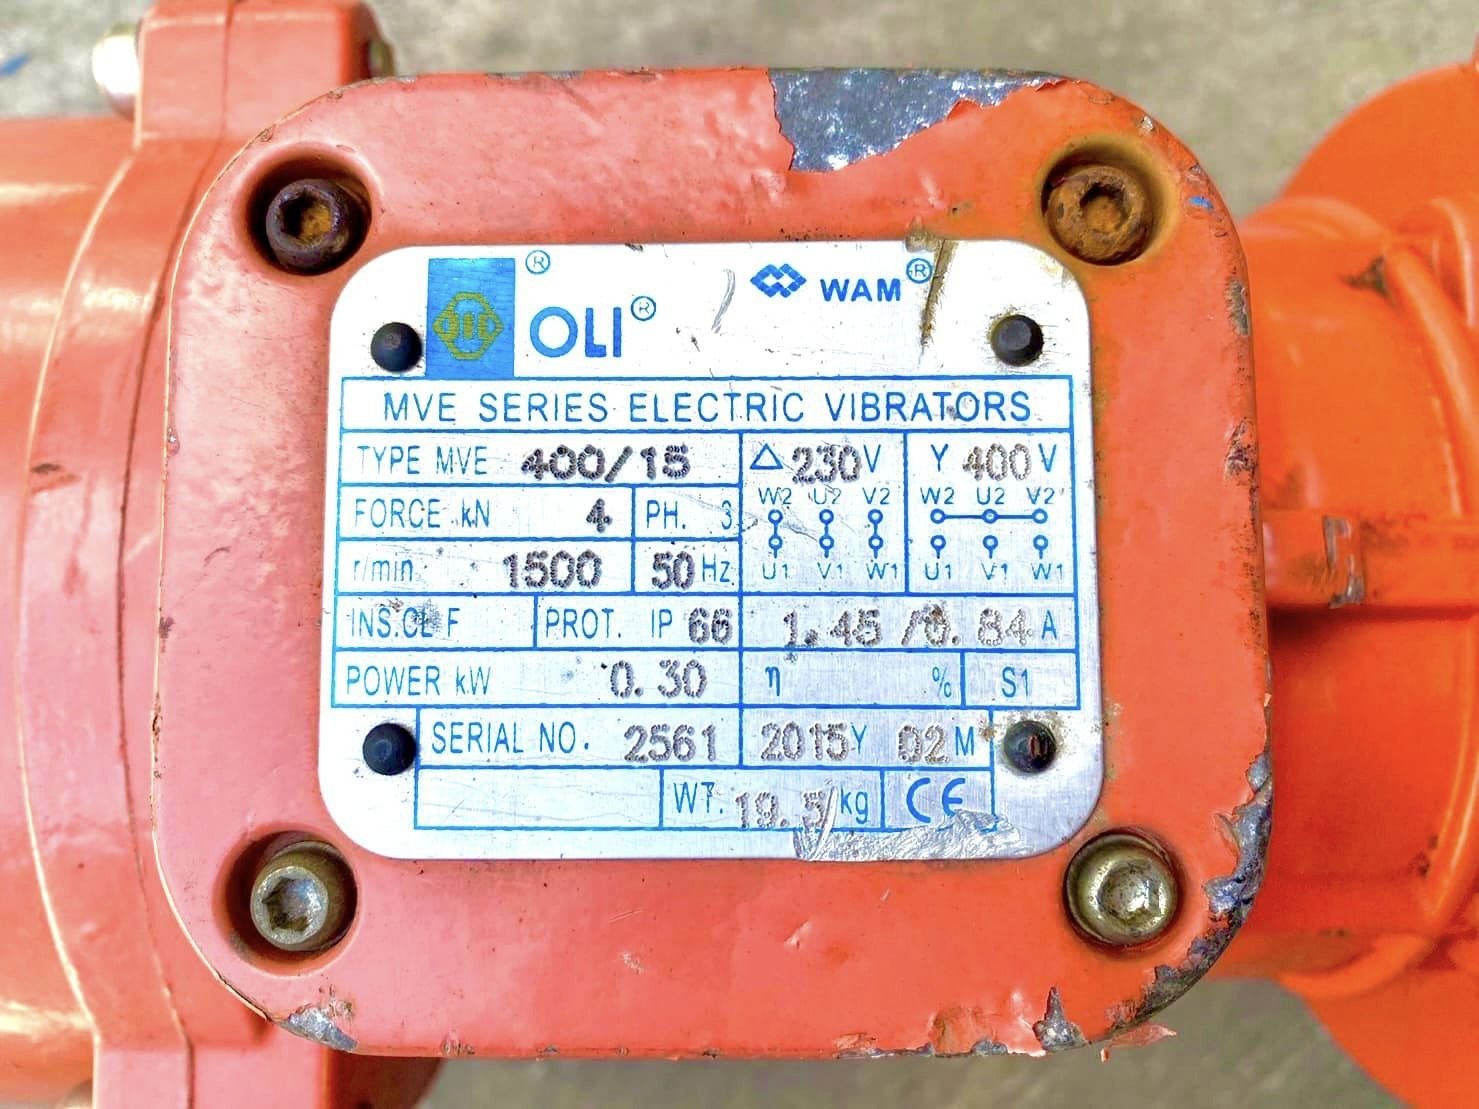 ®
OLI®
WAM®
MVE SERIES ELECTRIC VIBRATORS
TYPE MVE 400/15
△ 230 V
Y 400 V
W2 U2 V2
W2 U2 V2
FORCE kN 4
PH. 3
U1 V1 W1
U1 V1 W1
r/min 1500
50 Hz
INS.CL F
PROT. IP 66
1.45/0.84 A
POWER kW 0.30
η %
S1
SERIAL NO. 2561
2015Y 02M
WT. 19.5 kg
CE